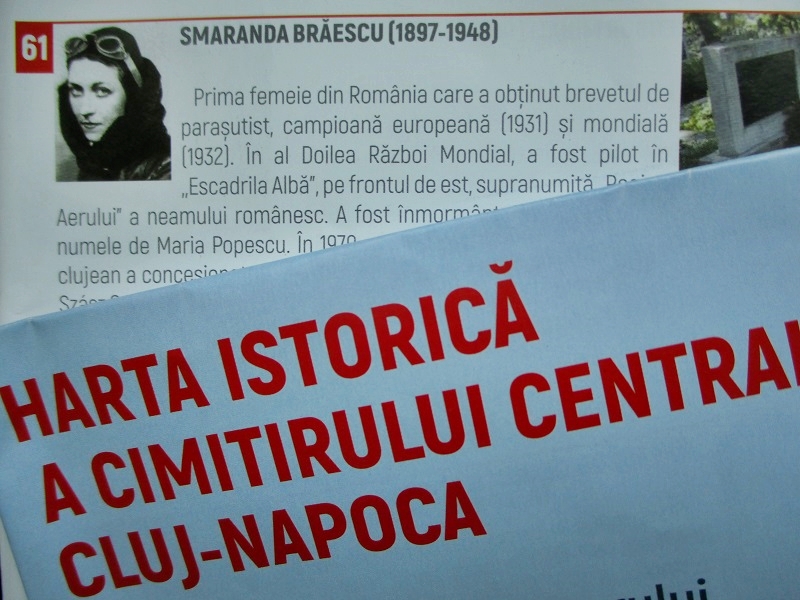 61
SMARANDA BRĂESCU (1897-1948)
Prima femeie din România care a obținut brevetul de
parașutist, campioană europeană (1931) și mondială
(1932). În al Doilea Război Mondial, a fost pilot în
„Escadrila Albă”, pe frontul de est, supranumită
Aerului” a neamului românesc. A fost
numele de Maria Popescu. În
clujean a
HARTA ISTORICĂ
A CIMITIRULUI CENTRAL
CLUJ-NAPOCA